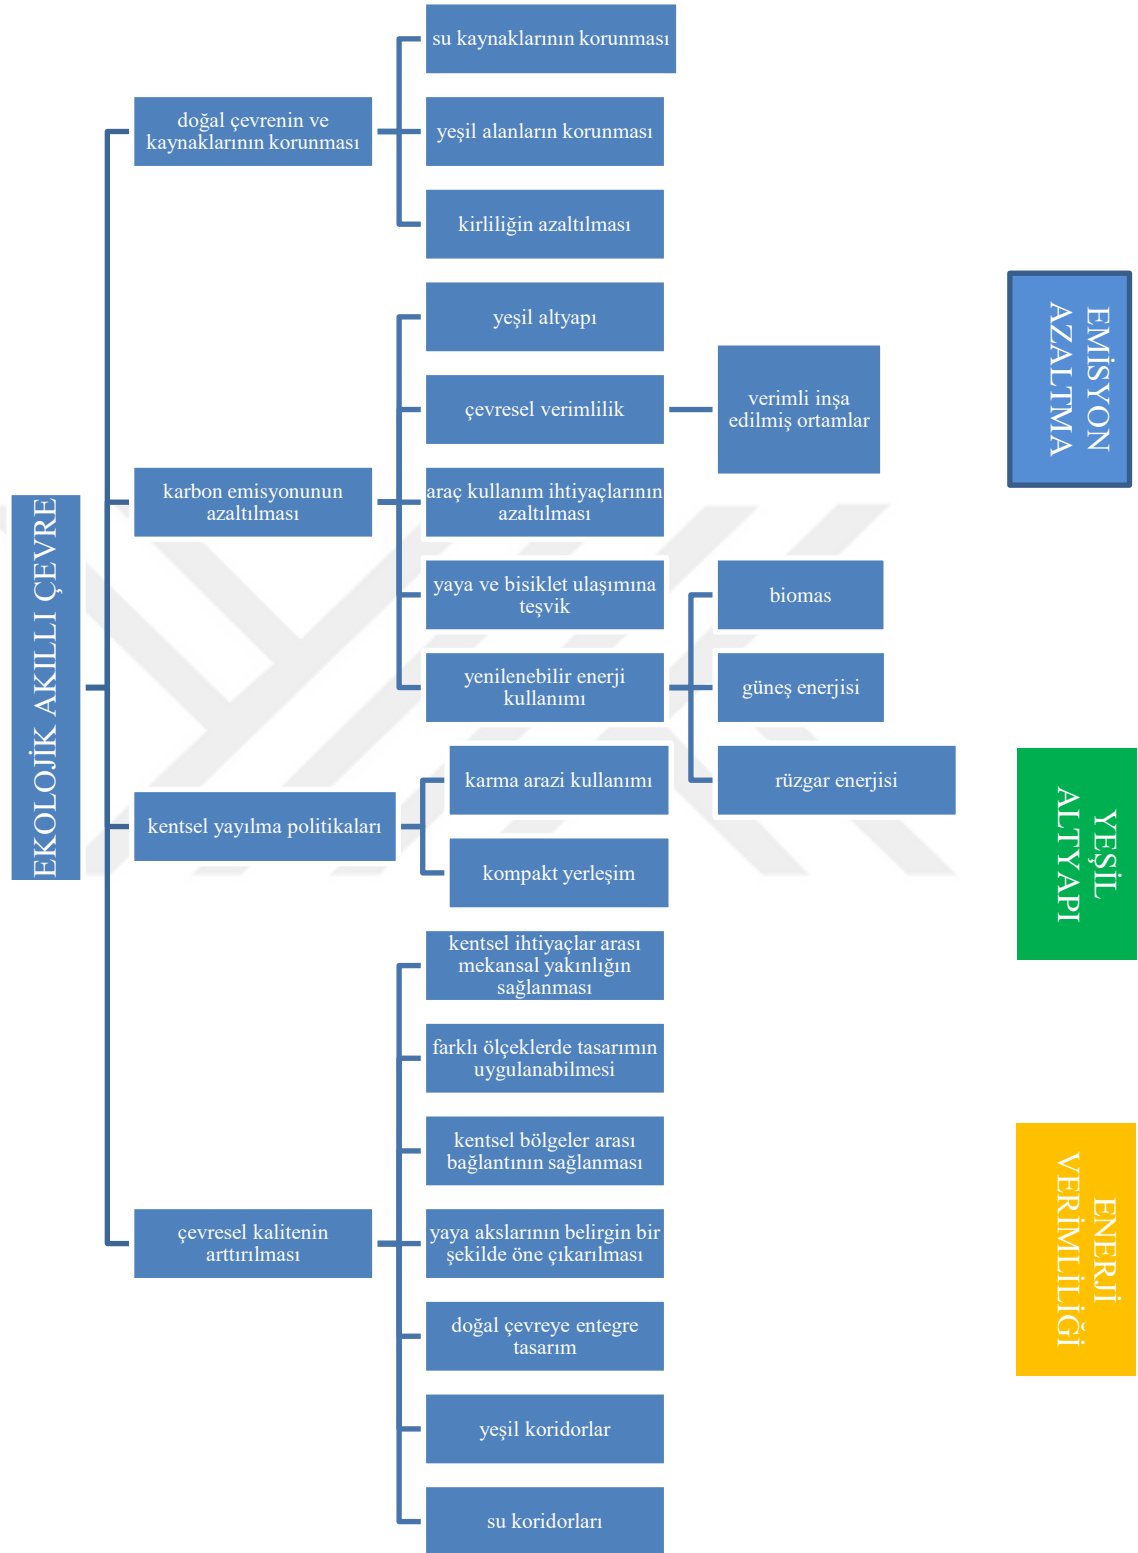 EKOLOJİK AKILLI ÇEVRE
doğal çevrenin ve
kaynaklarının korunması
su kaynaklarının korunması
yeşil alanların korunması
kirliliğin azaltılması
karbon emisyonunun
azaltılması
yeşil altyapı
çevresel verimlilik
verimli inşa
edilmiş ortamlar
araç kullanım ihtiyaçlarının
azaltılması
yaya ve bisiklet ulaşımına
teşvik
yenilenebilir enerji
kullanımı
biomas
güneş enerjisi
rüzgar enerjisi
kentsel yayılma politikaları
karma arazi kullanımı
kompakt yerleşim
çevresel kalitenin
arttırılması
kentsel ihtiyaçlar arası
mekansal yakınlığın
sağlanması
farklı ölçeklerde tasarımın
uygulanabilmesi
kentsel bölgeler arası
bağlantının sağlanması
yaya akslarının belirgin bir
şekilde öne çıkarılması
doğal çevreye entegre
tasarım
yeşil koridorlar
su koridorları
EMİSYON
AZALTMA
YEŞİL
ALTYAPI
ENERJİ
VERİMLİLİĞİ